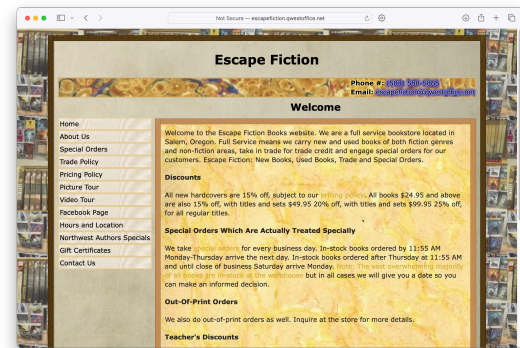 Not Secure — escapefiction.qwestoffice.net
Escape Fiction
Phone #:
Email: escapefiction@qwestoffice.net
Welcome
Home
About Us
Special Orders
Trade Policy
Pricing Policy
Picture Tour
Video Tour
Facebook Page
Hours and Location
Northwest Authors Specials
Gift Certificates
Contact Us
Welcome to the Escape Fiction Books website. We are a full service bookstore located in
Salem, Oregon. Full Service means we carry new and used books of both fiction genres
and non-fiction areas, take in trade for trade credit and engage special orders for our
customers. Escape Fiction: New Books, Used Books, Trade and Special Orders.
Discounts
All new hardcovers are 15% off, subject to our pricing policy. All books $24.95 and above
are also 15% off, with titles and sets $49.95 20% off, with titles and sets $99.95 25% off,
for all regular titles.
Special Orders Which Are Actually Treated Specially
We take special orders for every business day. In-stock books ordered by 11:55 AM
Monday-Thursday arrive the next day. In-stock books ordered after Thursday at 11:55 AM
and until close of business Saturday arrive Monday. Note: The vast overwhelming majority
of all books are in-stock at the warehouse but in all cases we will give you a date so you
can make an informed decision.
Out-Of-Print Orders
We also do out-of-print orders as well. Inquire at the store for more details.
Teacher's Discounts